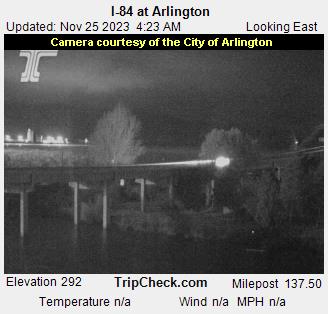 I-84 at Arlington
Updated: Nov 25 2023 4:23 AM Looking East
Camera courtesy of the City of Arlington
Elevation 292 TripCheck.com Milepost 137.50
Temperature n/a Wind n/a MPH n/a